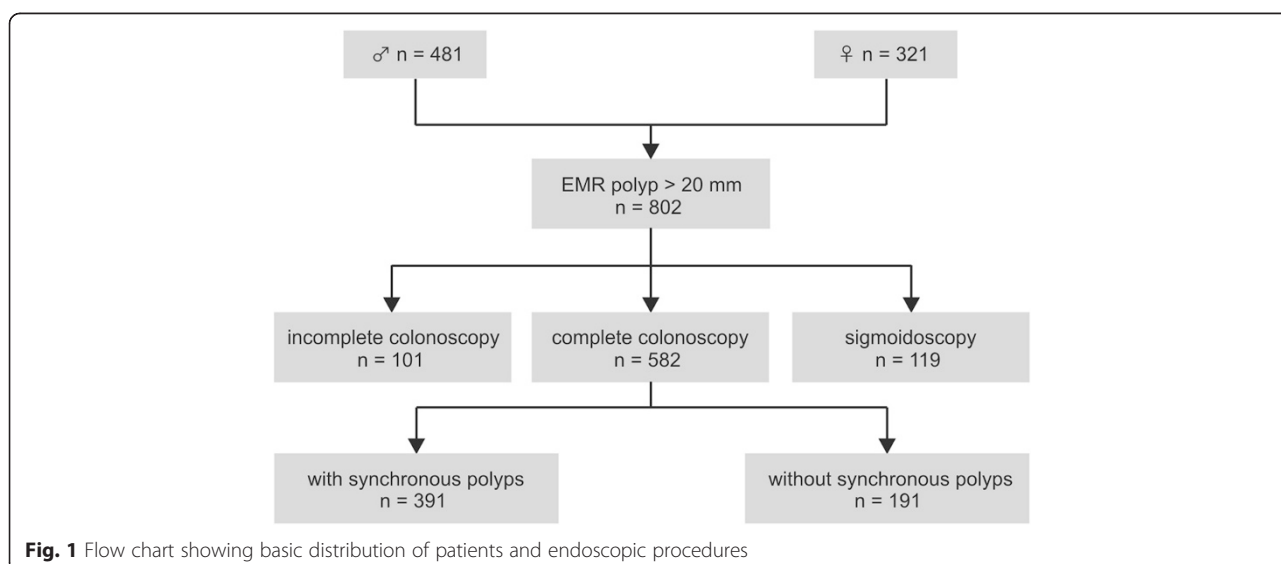 ♂ n = 481
♀ n = 321
EMR polyp > 20 mm
n = 802
incomplete colonoscopy
n = 101
complete colonoscopy
n = 582
sigmoidoscopy
n = 119
with synchronous polyps
n = 391
without synchronous polyps
n = 191
Fig. 1 Flow chart showing basic distribution of patients and endoscopic procedures